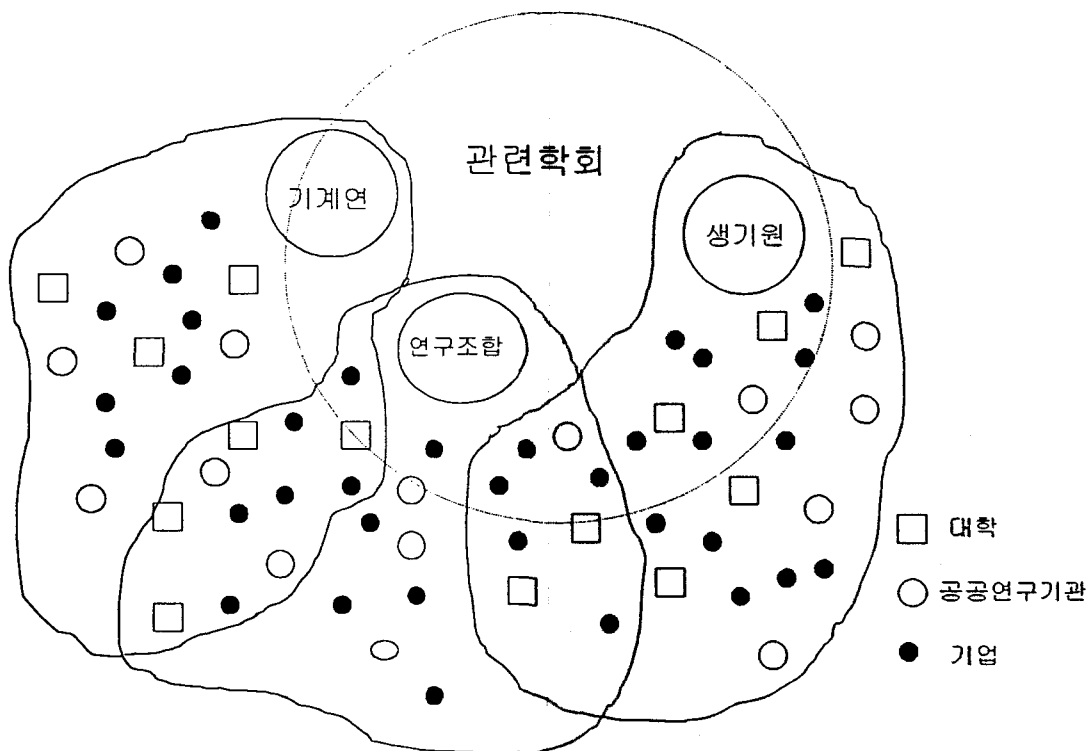 관련학회
기계연
생기원
연구조합
대학
공공연구기관
기업